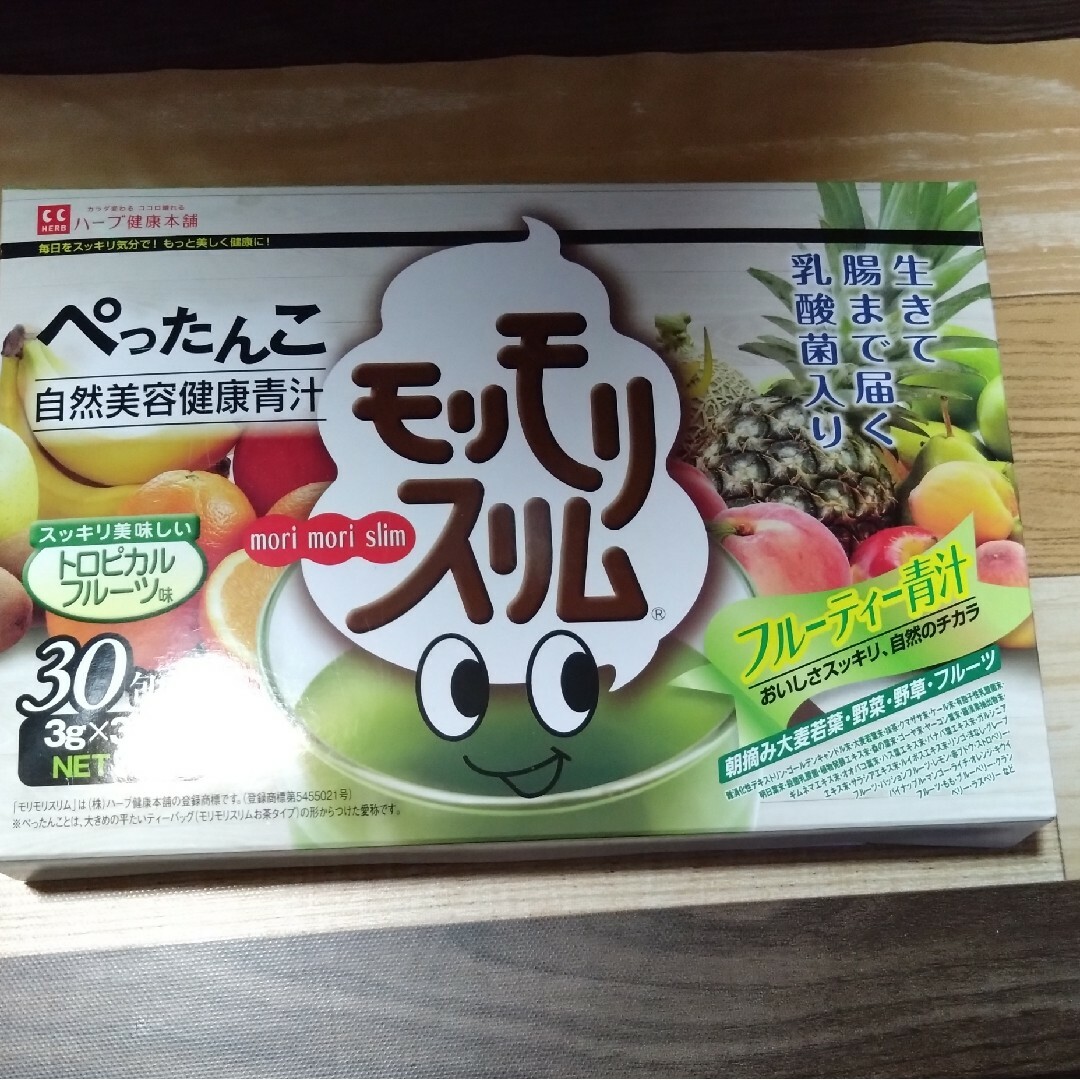 CC
HERB
カラダ変わる ココロ晴れる
ハーブ健康本舗
毎日をスッキリ気分で！もっと美しく健康に！
ぺったんこ
自然美容健康青汁
モリモリ
スリム
®
mori mori slim
生きて
腸まで届く
乳酸菌入り
スッキリ美味しい
トロピカル
フルーツ味
30包
3g×3
NET
フルーティー青汁
おいしさスッキリ、自然のチカラ
朝摘み大麦若葉・野菜・野草・フルーツ
「モリモリスリム」は（株）ハーブ健康本舗の登録商標です。（登録商標第5455021号）
※ぺったんことは、大きめの平たいティーバッグ（モリモリスリムお茶タイプ）の形からつけた愛称です。